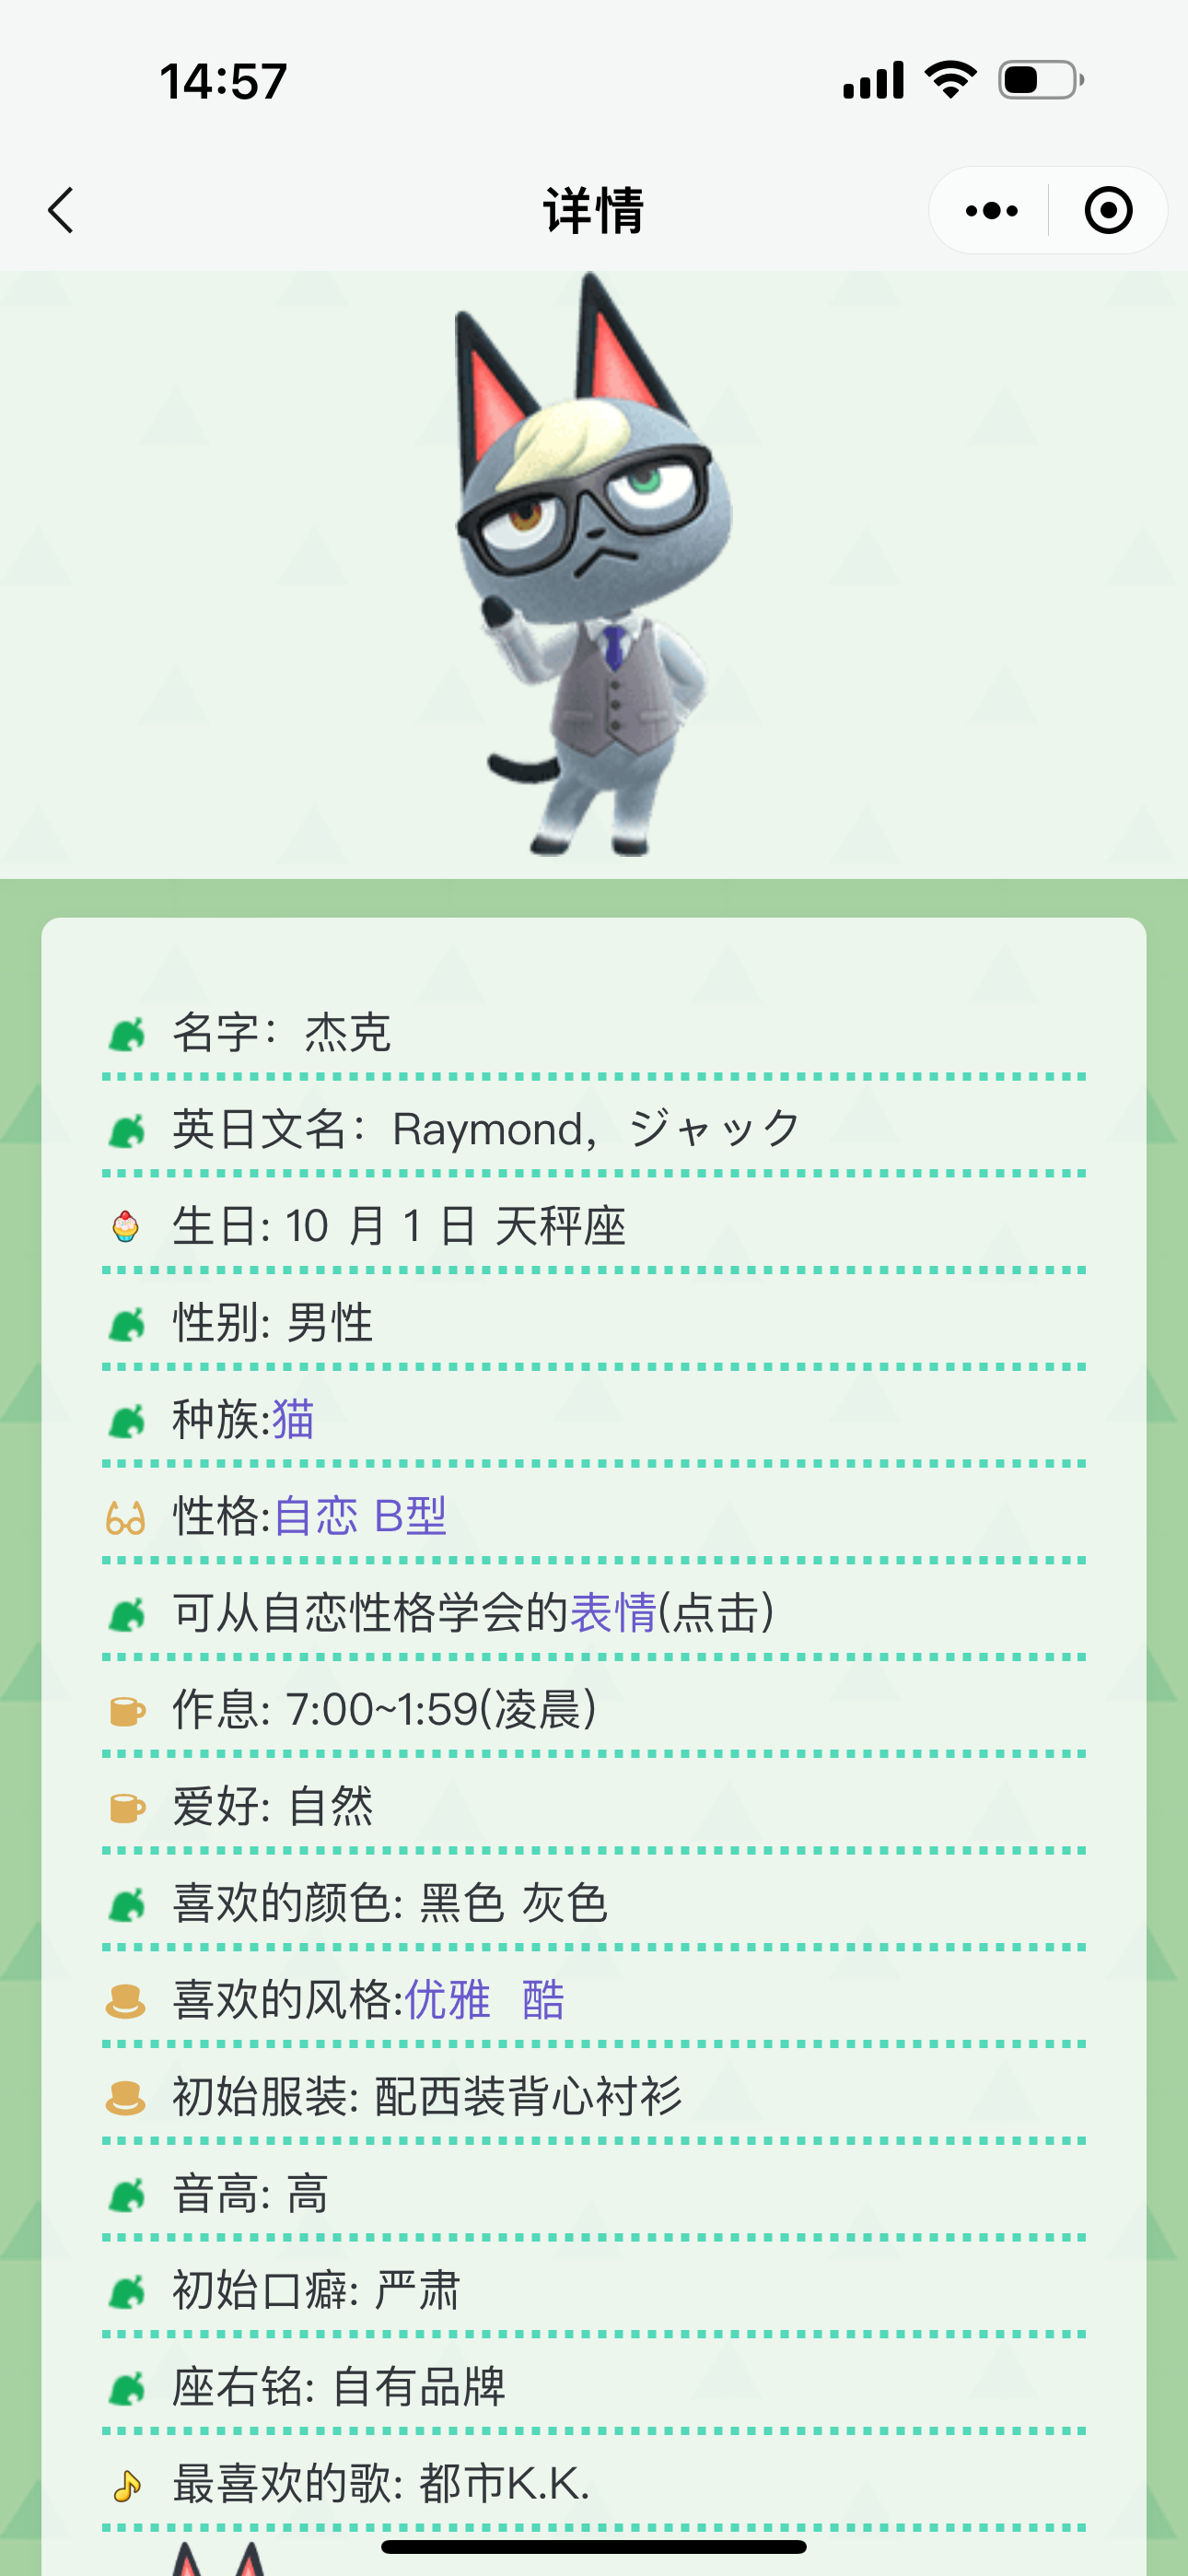 14:57
详情
名字：杰克
英日文名：Raymond，ジャック
生日: 10 月 1 日 天秤座
性别: 男性
种族:猫
性格:自恋 B型
可从自恋性格学会的表情(点击)
作息: 7:00~1:59(凌晨)
爱好: 自然
喜欢的颜色: 黑色 灰色
喜欢的风格:优雅 酷
初始服装: 配西装背心衬衫
音高: 高
初始口癖: 严肃
座右铭: 自有品牌
最喜欢的歌: 都市K.K.